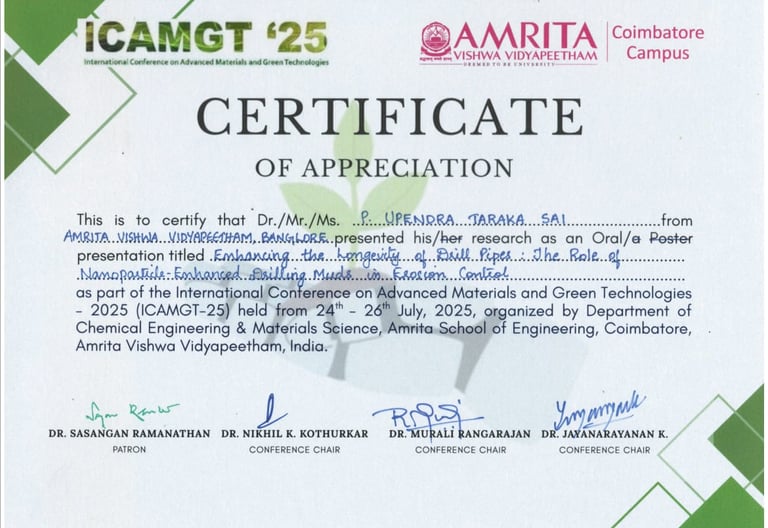 ICAMGT ‘25
International Conference on Advanced Materials and Green Technologies
AMRITA
VISHWA VIDYAPEETHAM
DEEMED TO BE UNIVERSITY
Coimbatore
Campus
CERTIFICATE
OF APPRECIATION
This is to certify that Dr./Mr./Ms. P. UPENDRA TARAKA SAI from
AMRITA VISHWA VIDYAPEETHAM, BANGLORE presented his/her research as an Oral/a Poster
presentation titled Enhancing the Longevity of Drill Pipes : The Role of
Nanoparticle-Enhanced Drilling Muds in Erosion Control
as part of the International Conference on Advanced Materials and Green Technologies
- 2025 (ICAMGT-25) held from 24th - 26th July, 2025, organized by Department of
Chemical Engineering & Materials Science, Amrita School of Engineering, Coimbatore,
Amrita Vishwa Vidyapeetham, India.
DR. SASANGAN RAMANATHAN DR. NIKHIL K. KOTHURKAR DR. MURALI RANGARAJAN DR. JAYANARAYANAN K.
PATRON CONFERENCE CHAIR CONFERENCE CHAIR CONFERENCE CHAIR